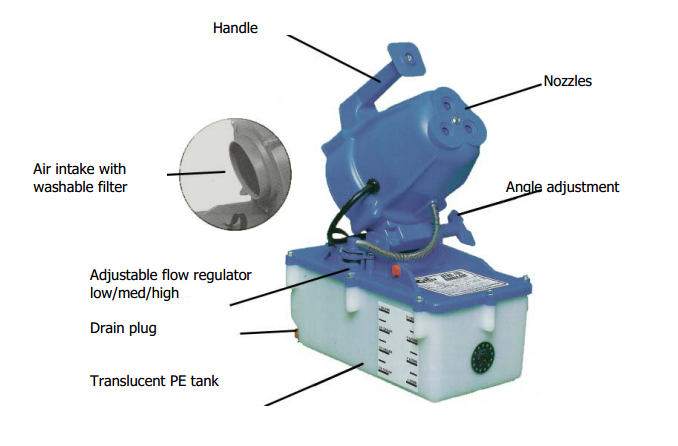 Handle
Nozzles
Air intake with
washable filter
Angle adjustment
Adjustable flow regulator
low/med/high
Drain plug
Translucent PE tank